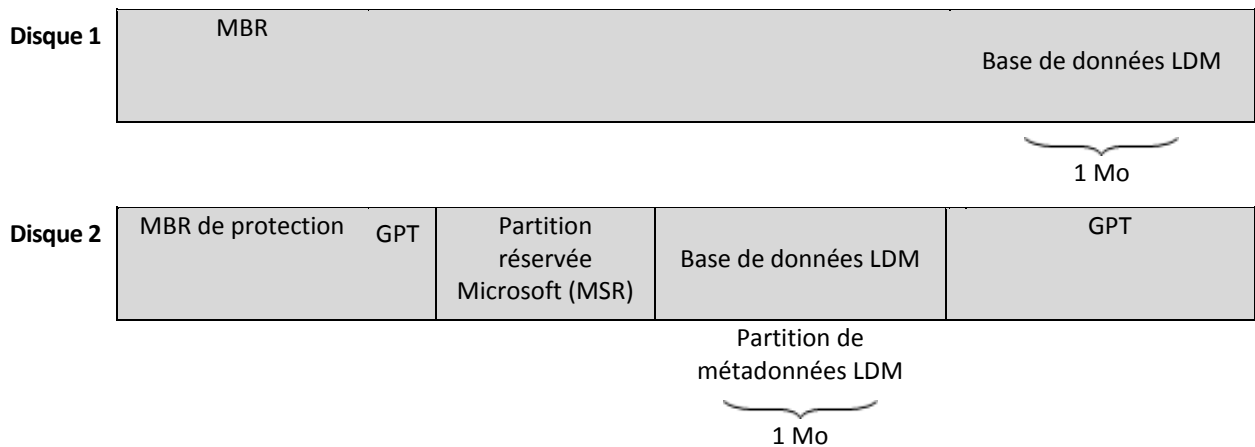 Disque 1
MBR
Base de données LDM
1 Mo
Disque 2
MBR de protection
GPT
Partition
réservée
Microsoft (MSR)
Base de données LDM
GPT
Partition de
métadonnées LDM
1 Mo